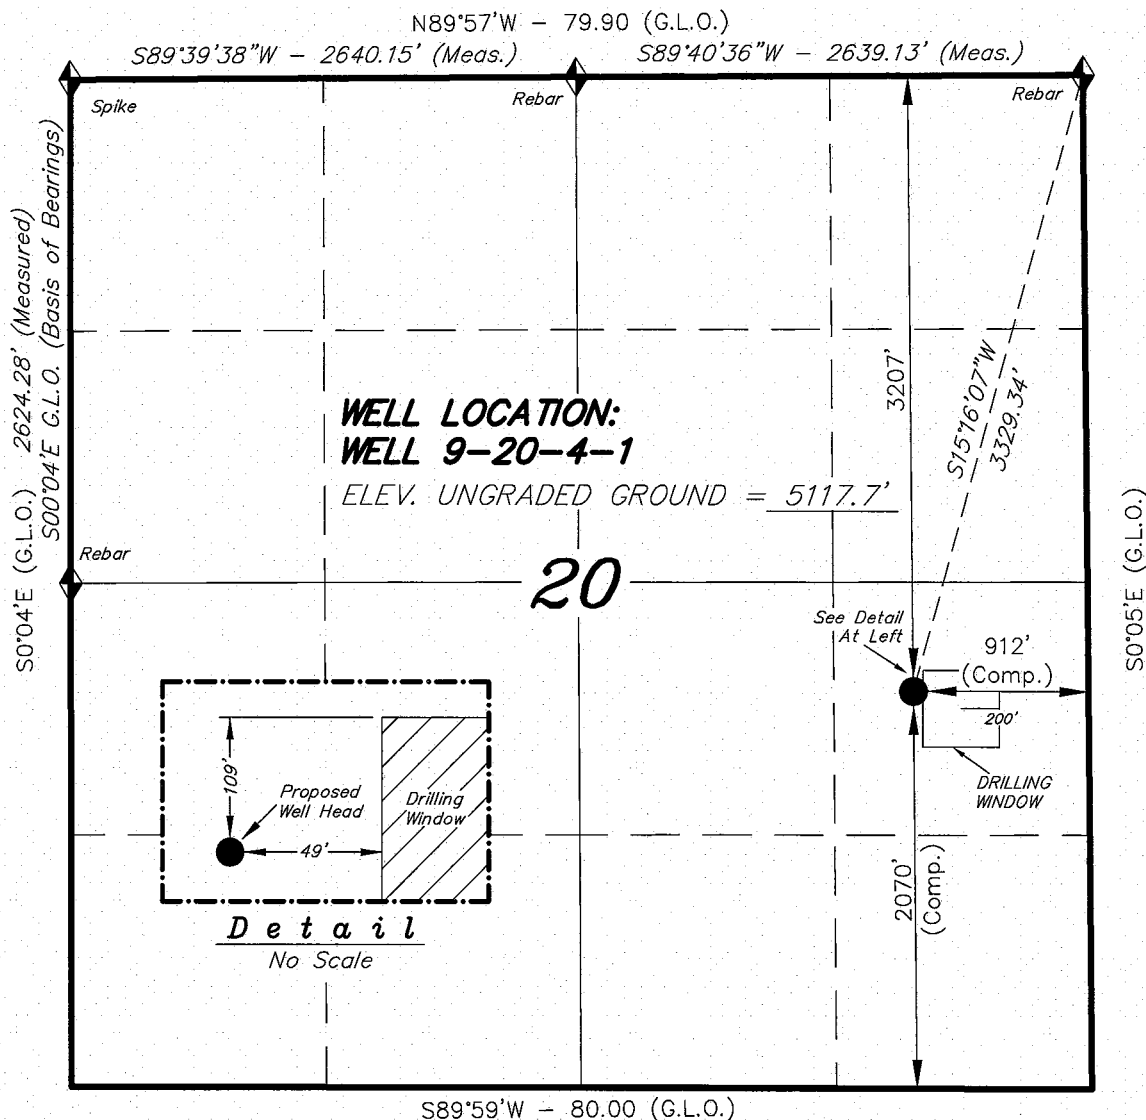 N89°57'W - 79.90 (G.L.O.)
S89°39'38"W - 2640.15' (Meas.)
S89°40'36"W - 2639.13' (Meas.)
Spike
Rebar
Rebar
S0°04'E (G.L.O.) 2624.28' (Measured)
S00°04'E G.L.O. (Basis of Bearings)
3207'
S15°16'07"W
3329.34'
WELL LOCATION:
WELL 9-20-4-1
ELEV. UNGRADED GROUND = 5117.7'
Rebar
20
S0°05'E (G.L.O.)
See Detail
At Left
912'
(Comp.)
200'
DRILLING
WINDOW
109'
Proposed
Well Head
Drilling
Window
49'
2070'
(Comp.)
Detail
No Scale
S89°59'W - 80.00 (G.L.O.)